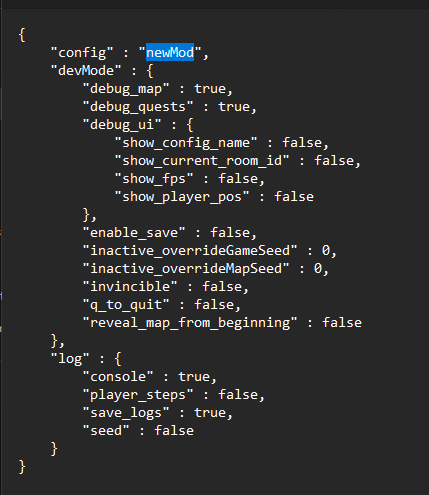 {
    "config" : "newMod",
    "devMode" : {
        "debug_map" : true,
        "debug_quests" : true,
        "debug_ui" : {
            "show_config_name" : false,
            "show_current_room_id" : false,
            "show_fps" : false,
            "show_player_pos" : false
        },
        "enable_save" : false,
        "inactive_overrideGameSeed" : 0,
        "inactive_overrideMapSeed" : 0,
        "invincible" : false,
        "q_to_quit" : false,
        "reveal_map_from_beginning" : false
    },
    "log" : {
        "console" : true,
        "player_steps" : false,
        "save_logs" : true,
        "seed" : false
    }
}